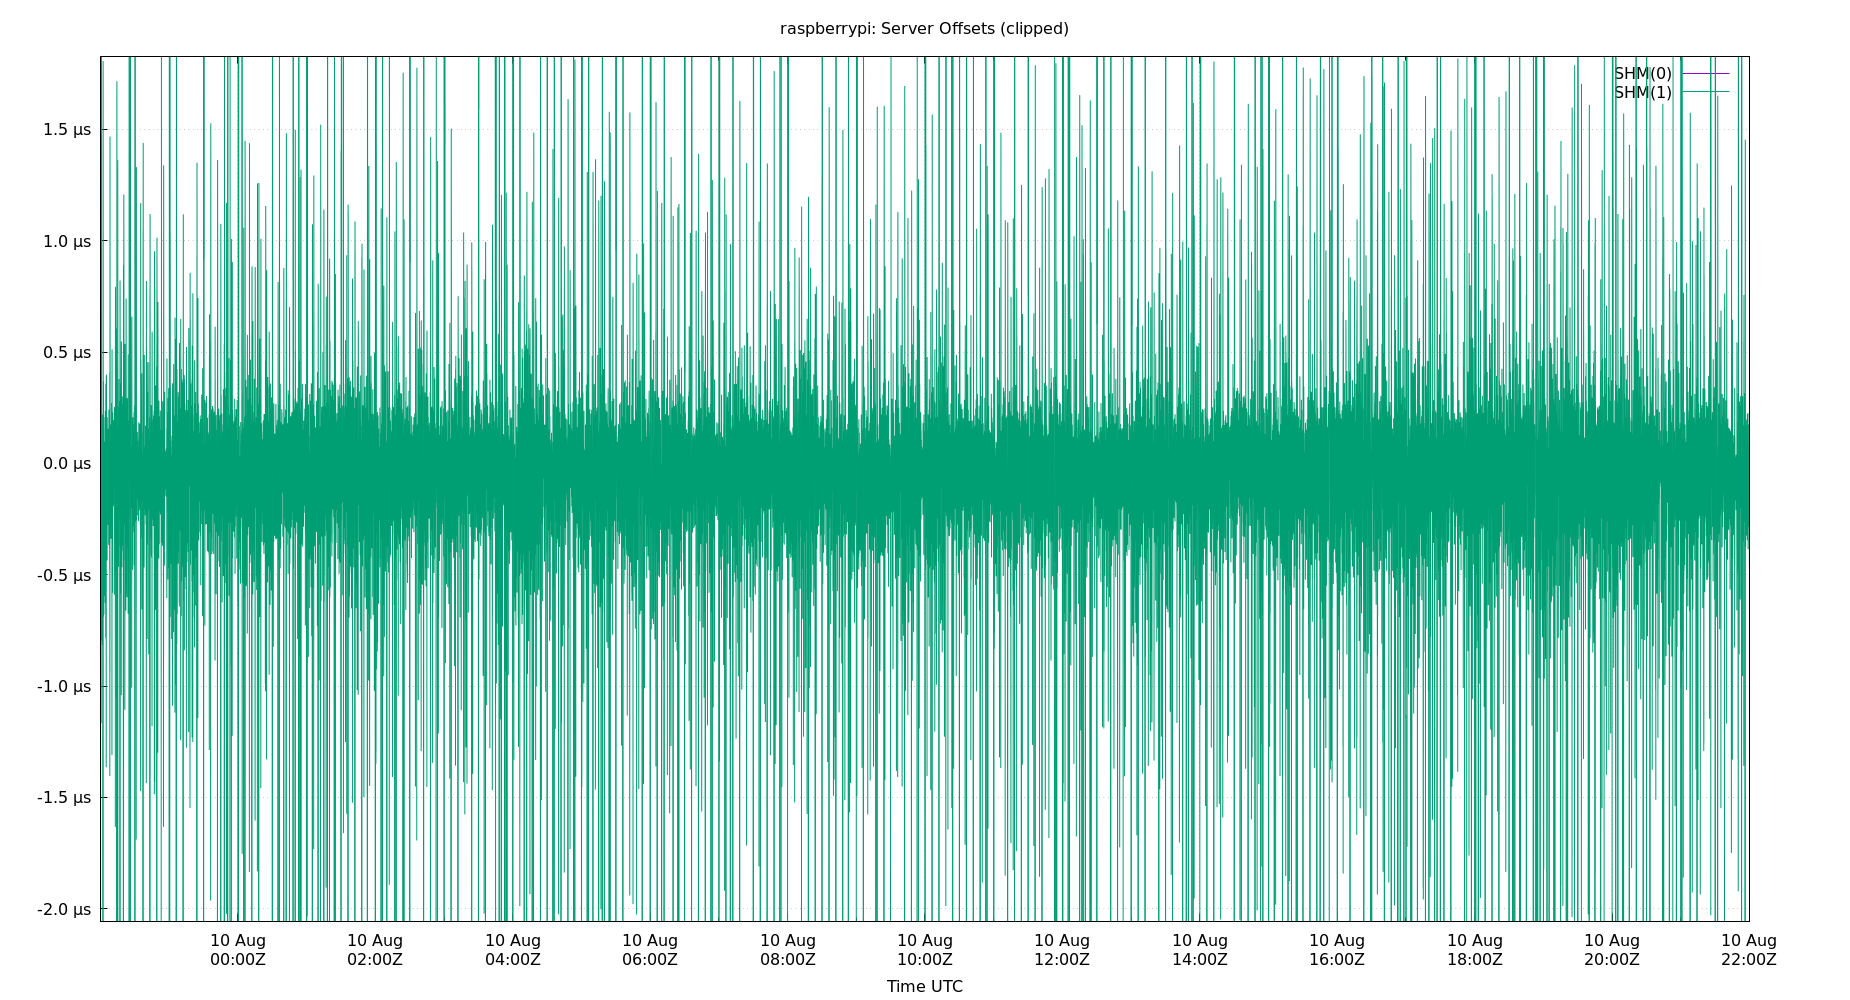 raspberrypi: Server Offsets (clipped)
SHM(0)
SHM(1)
1.5 µs
1.0 µs
0.5 µs
0.0 µs
-0.5 µs
-1.0 µs
-1.5 µs
-2.0 µs
10 Aug 10 Aug 10 Aug 10 Aug 10 Aug 10 Aug 10 Aug 10 Aug 10 Aug 10 Aug 10 Aug 10 Aug
00:00Z 02:00Z 04:00Z 06:00Z 08:00Z 10:00Z 12:00Z 14:00Z 16:00Z 18:00Z 20:00Z 22:00Z
Time UTC